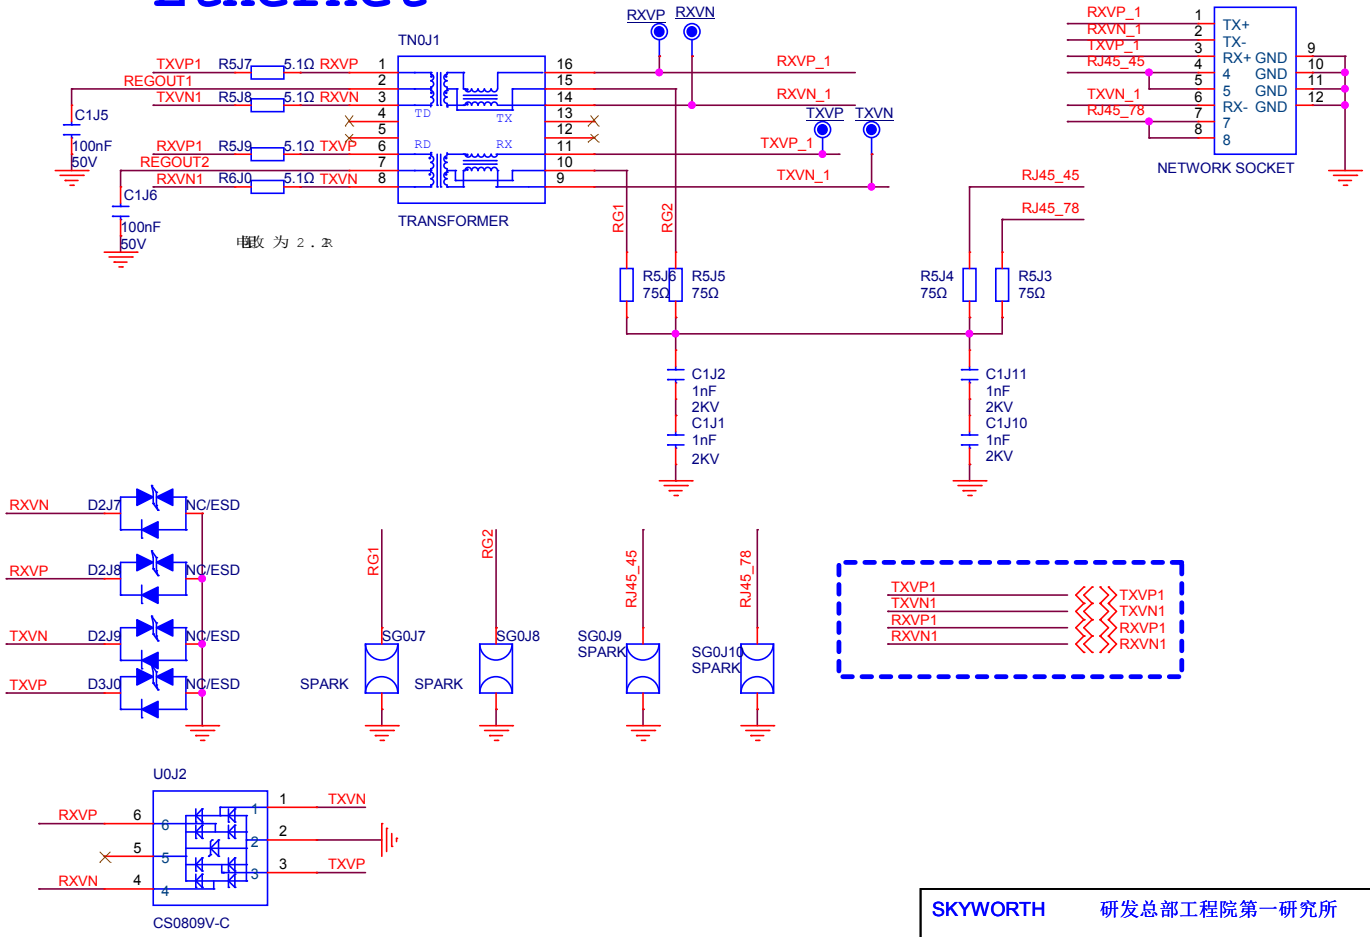 Ethernet
TN0J1
TXVP1 R5J7 5.1Ω RXVP 1
REGOUT1 2
TXVN1 R5J8 5.1Ω RXVN 3
4
5
RXVP1 R5J9 5.1Ω TXVP 6
REGOUT2 7
RXVN1 R6J0 5.1Ω TXVN 8
C1J5
100nF
50V
C1J6
100nF
50V
TD TX
RD RX
TRANSFORMER
16
15
14
13
12
11
10
9
RXVP RXVN
RXVP_1
RXVN_1
TXVP TXVN
TXVP_1
TXVN_1
为 2 . 2R
RG1
RG2
R5J6
75Ω
R5J5
75Ω
R5J4
75Ω
R5J3
75Ω
RJ45_45
RJ45_78
C1J2
1nF
2KV
C1J1
1nF
2KV
C1J11
1nF
2KV
C1J10
1nF
2KV
RXVP_1 1 TX+
RXVN_1 2 TX-
TXVP_1 3 RX+ GND 9
RJ45_45 4 4 GND 10
5 5 GND 11
TXVN_1 6 RX- GND 12
RJ45_78 7 7
8 8
NETWORK SOCKET
RXVN D2J7 NC/ESD
RXVP D2J8 NC/ESD
TXVN D2J9 NC/ESD
TXVP D3J0 NC/ESD
RG1
SG0J7
SPARK
RG2
SG0J8
SPARK
RJ45_45
SG0J9
SPARK
RJ45_78
SG0J10
SPARK
TXVP1 TXVP1
TXVN1 TXVN1
RXVP1 RXVP1
RXVN1 RXVN1
U0J2
RXVP 6 6
5 5
RXVN 4 4
1 1 TXVN
2 2
3 3 TXVP
CS0809V-C
SKYWORTH 研发总部工程院第一研究所